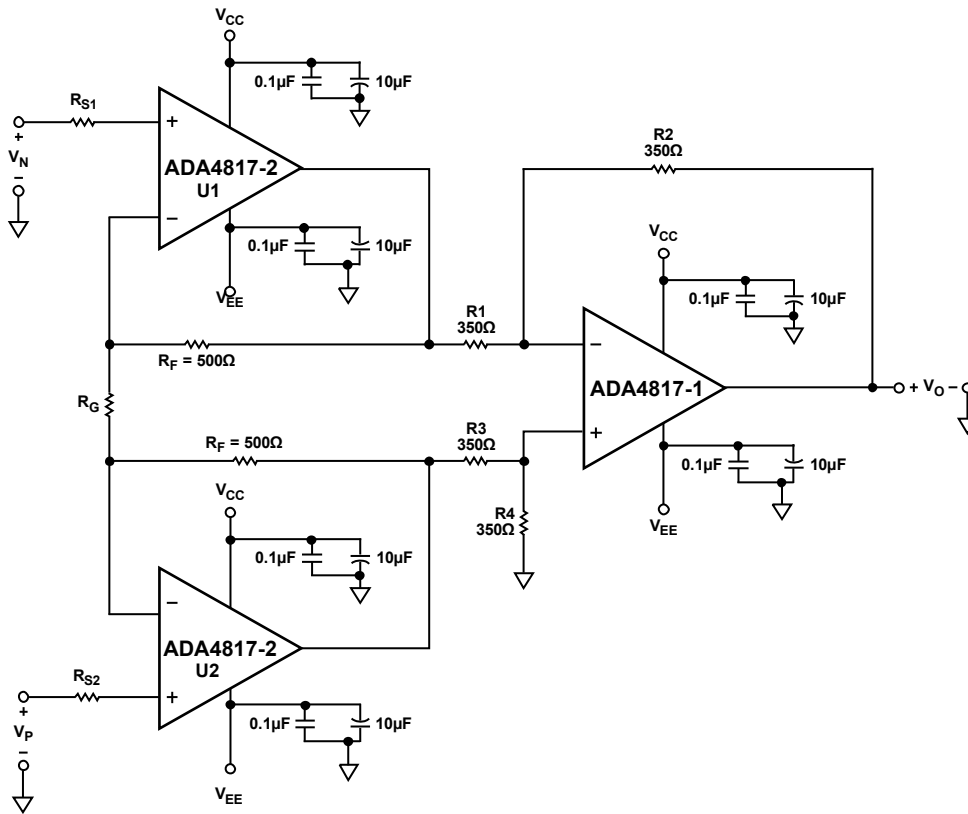 VCC
0.1µF
10µF
RS1
+
VN
−
+
ADA4817-2
U1
−
0.1µF
10µF
VEE
R2
350Ω
VCC
0.1µF
10µF
R1
350Ω
RF = 500Ω
RG
−
ADA4817-1
+
+ VO −
RF = 500Ω
R3
350Ω
R4
350Ω
0.1µF
10µF
VEE
VCC
0.1µF
10µF
−
ADA4817-2
U2
+
RS2
+
VP
−
0.1µF
10µF
VEE